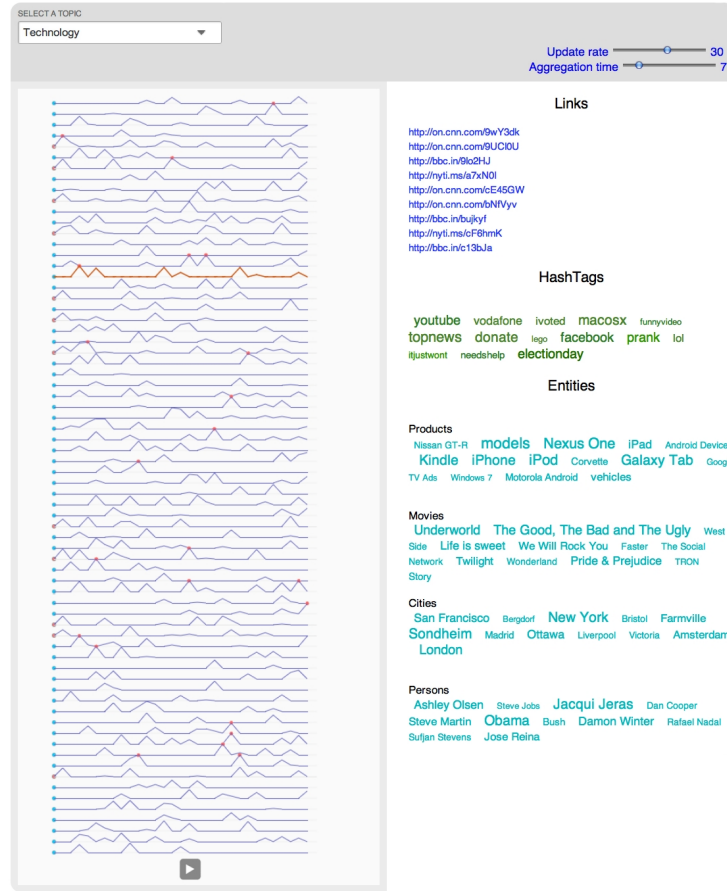 SELECT A TOPIC
Technology
Update rate 30
Aggregation time 7
Links
http://on.cnn.com/9wY3dk
http://on.cnn.com/9UCl0U
http://bbc.in/9lo2HJ
http://nyti.ms/a7xN0l
http://on.cnn.com/cE45GW
http://on.cnn.com/bNfVyv
http://bbc.in/bujkyf
http://nyti.ms/cF6hmK
http://bbc.in/c13bJa
HashTags
youtube vodafone ivoted macosx funnyvideo
topnews donate lego facebook prank lol
itjustwont needshelp electionday
Entities
Products
Nissan GT-R models Nexus One iPad Android Device
Kindle iPhone iPod Corvette Galaxy Tab Goog
TV Ads Windows 7 Motorola Android vehicles
Movies
Underworld The Good, The Bad and The Ugly West
Side Life is sweet We Will Rock You Faster The Social
Network Twilight Wonderland Pride & Prejudice TRON
Story
Cities
San Francisco Bergdorf New York Bristol Farmville
Sondheim Madrid Ottawa Liverpool Victoria Amsterdam
London
Persons
Ashley Olsen Steve Jobs Jacqui Jeras Dan Cooper
Steve Martin Obama Bush Damon Winter Rafael Nadal
Sufjan Stevens Jose Reina